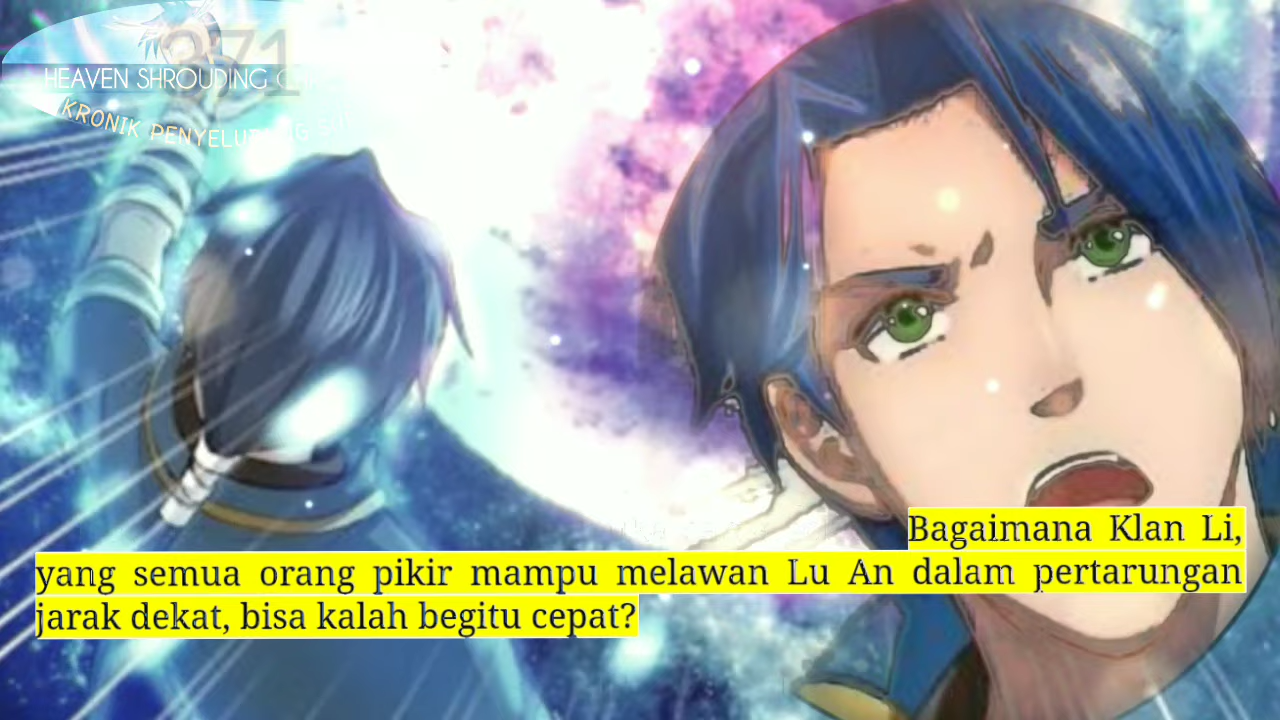 371
HEAVEN SHROUDING
KRONIK
Bagaimana Klan Li,
yang semua orang pikir mampu melawan Lu An dalam pertarungan
jarak dekat, bisa kalah begitu cepat?